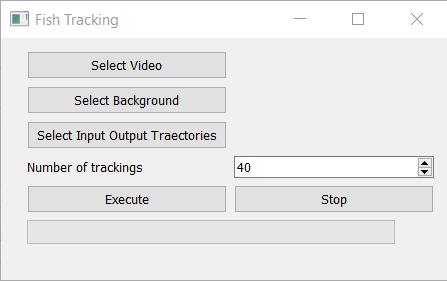 Fish Tracking
Select Video
Select Background
Select Input Output Traectories
Number of trackings
40
Execute
Stop